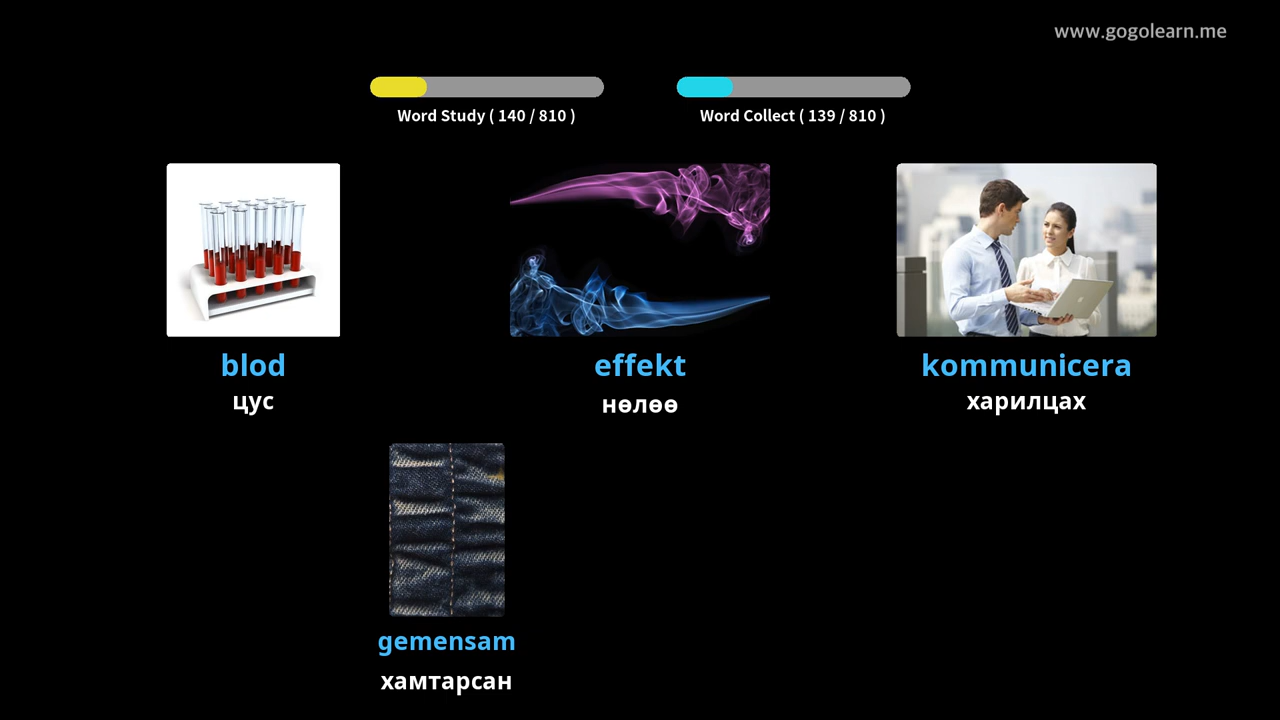 www.gogolearn.me
Word Study ( 140 / 810 )
Word Collect ( 139 / 810 )
blod
цус
effekt
нөлөө
kommunicera
харилцах
gemensam
хамтарсан